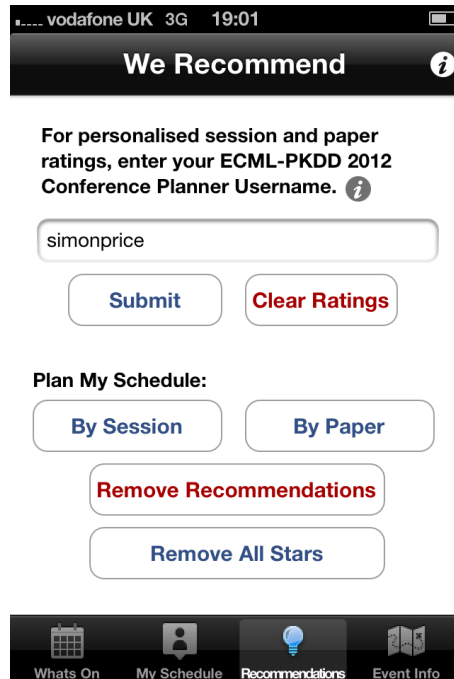 vodafone UK 3G 19:01
We Recommend
For personalised session and paper
ratings, enter your ECML-PKDD 2012
Conference Planner Username.
simonprice
Submit Clear Ratings
Plan My Schedule:
By Session By Paper
Remove Recommendations
Remove All Stars
Whats On My Schedule Recommendations Event Info